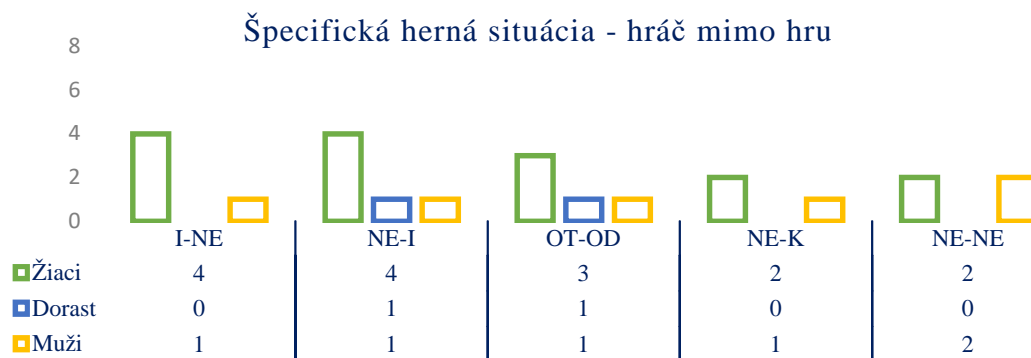 Špecifická herná situácia - hráč mimo hru
8
6
4
2
0
I-NE NE-I OT-OD NE-K NE-NE
Žiaci 4 4 3 2 2
Dorast 0 1 1 0 0
Muži 1 1 1 1 2